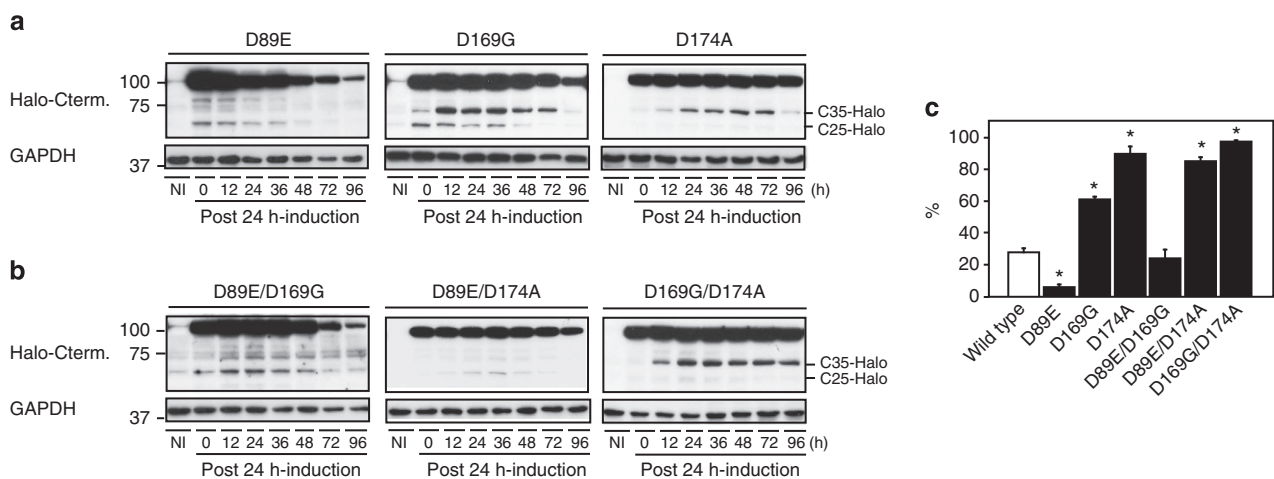 a
D89E D169G D174A
Halo-Cterm.
100
75
C35-Halo
C25-Halo
GAPDH
37
NI 0 12 24 36 48 72 96 NI 0 12 24 36 48 72 96 NI 0 12 24 36 48 72 96 (h)
Post 24 h-induction Post 24 h-induction Post 24 h-induction
b
D89E/D169G D89E/D174A D169G/D174A
Halo-Cterm.
100
75
C35-Halo
C25-Halo
GAPDH
37
NI 0 12 24 36 48 72 96 NI 0 12 24 36 48 72 96 NI 0 12 24 36 48 72 96 (h)
Post 24 h-induction Post 24 h-induction Post 24 h-induction
c
100
80
60
40
20
0
%
* * * * *
Wild type
D89E
D169G
D174A
D89E/D169G
D89E/D174A
D169G/D174A